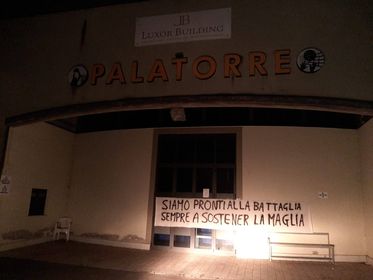 LUXOR BUILDING
PALATORRE
SIAMO PRONTI ALLA BATTAGLIA
SEMPRE A SOSTENER LA MAGLIA